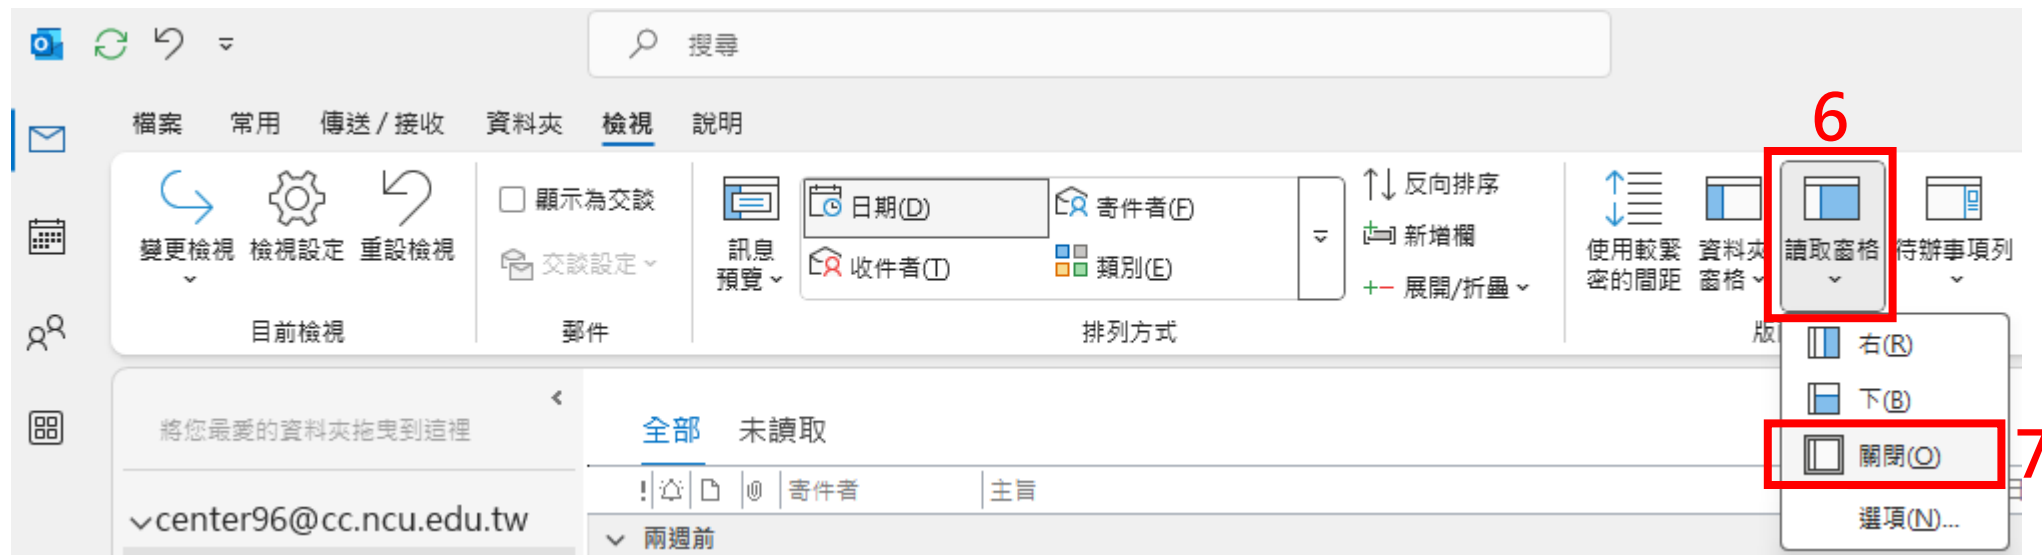 搜尋
檔案 常用 傳送 / 接收 資料夾 檢視 說明
6
變更檢視 檢視設定 重設檢視
目前檢視
顯示為交談
交談設定
郵件
訊息
預覽
日期(D) 寄件者(F)
收件者(T) 類別(E)
反向排序
新增欄
展開/折疊
排列方式
使用較緊
密的間距
資料夾
窗格
讀取窗格
待辦事項列
版
右(R)
下(B)
關閉(O)
7
選項(N)...
將您最愛的資料夾拖曳到這裡
center96@cc.ncu.edu.tw
全部 未讀取
! 寄件者 主旨
兩週前